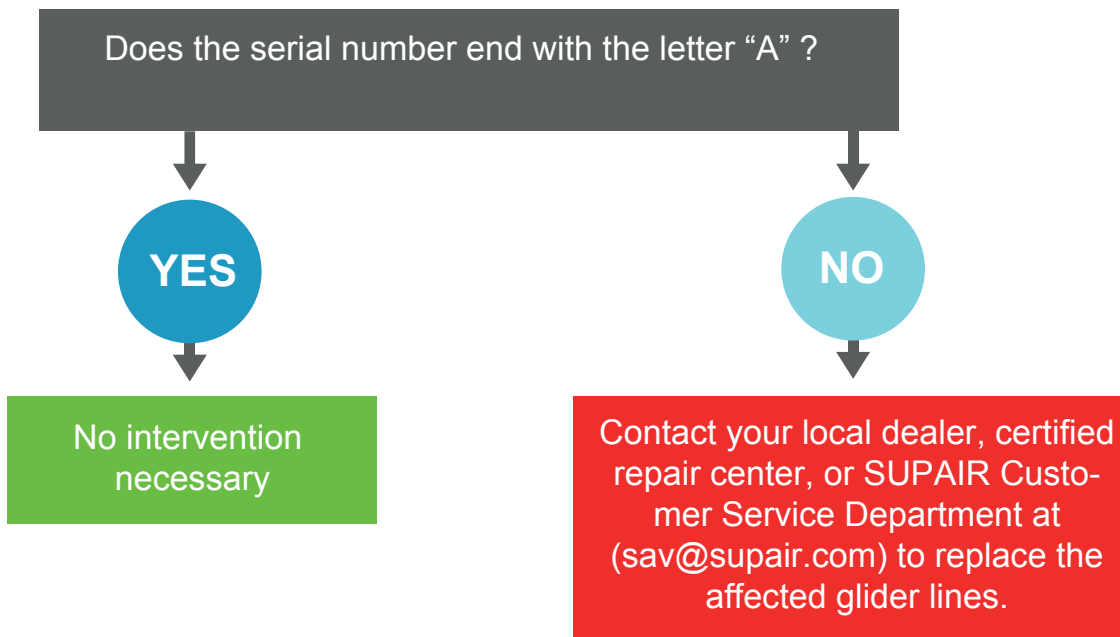 Does the serial number end with the letter “A” ?
YES
NO
No intervention
necessary
Contact your local dealer, certified
repair center, or SUPAIR Custo-
mer Service Department at
(sav@supair.com) to replace the
affected glider lines.